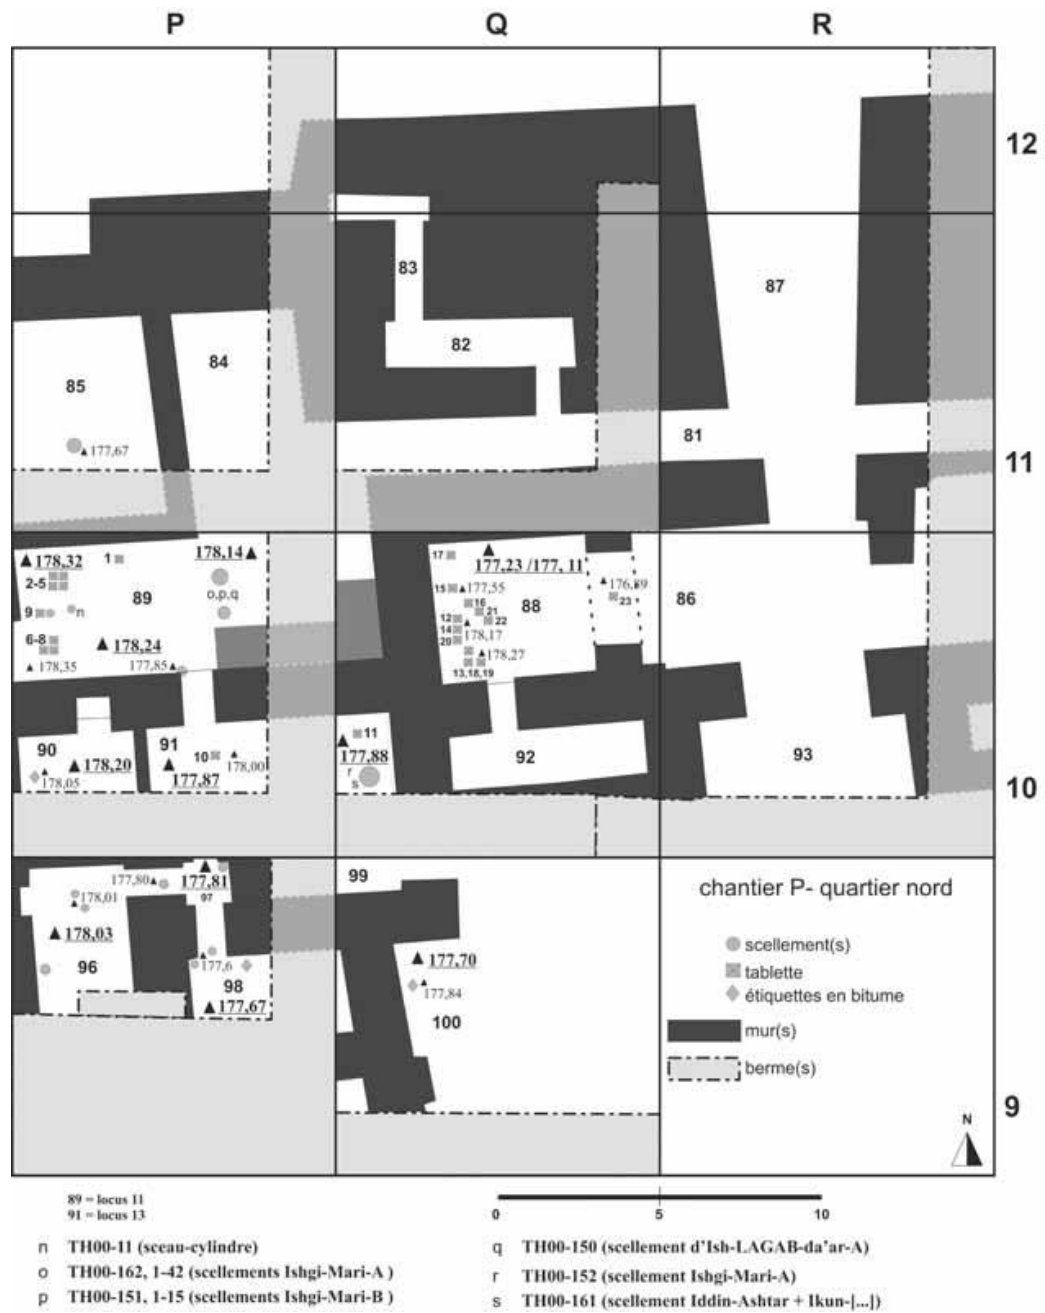 P Q R
12
83
87
82
84
85
177,67
81
11
178,32
1
178,14
17
177,23 /177, 11
2-5
15
177,55
176,89
89
o,p,q
16
88
23
86
9
n
12
21
22
14
178,17
6-8
178,24
20
178,35
177,85
178,27
13,18,19
11
90
91
10
177,88
92
93
178,20
178,00
r
178,05
177,87
s
10
99
177,80
177,81
178,01
97
chantier P- quartier nord
178,03
scellement(s)
177,70
96
177,6
tablette
98
177,84
étiquettes en bitume
177,67
100
mur(s)
berme(s)
9
N
89 = locus 11
91 = locus 13
0 5 10
n TH00-11 (sceau-cylindre)
o TH00-162, 1-42 (scellements Ishgi-Mari-A )
p TH00-151, 1-15 (scellements Ishgi-Mari-B )
q TH00-150 (scellement d'Ish-LAGAB-da'ar-A)
r TH00-152 (scellement Ishgi-Mari-A)
s TH00-161 (scellement Iddin-Ashtar + Ikun-[...])